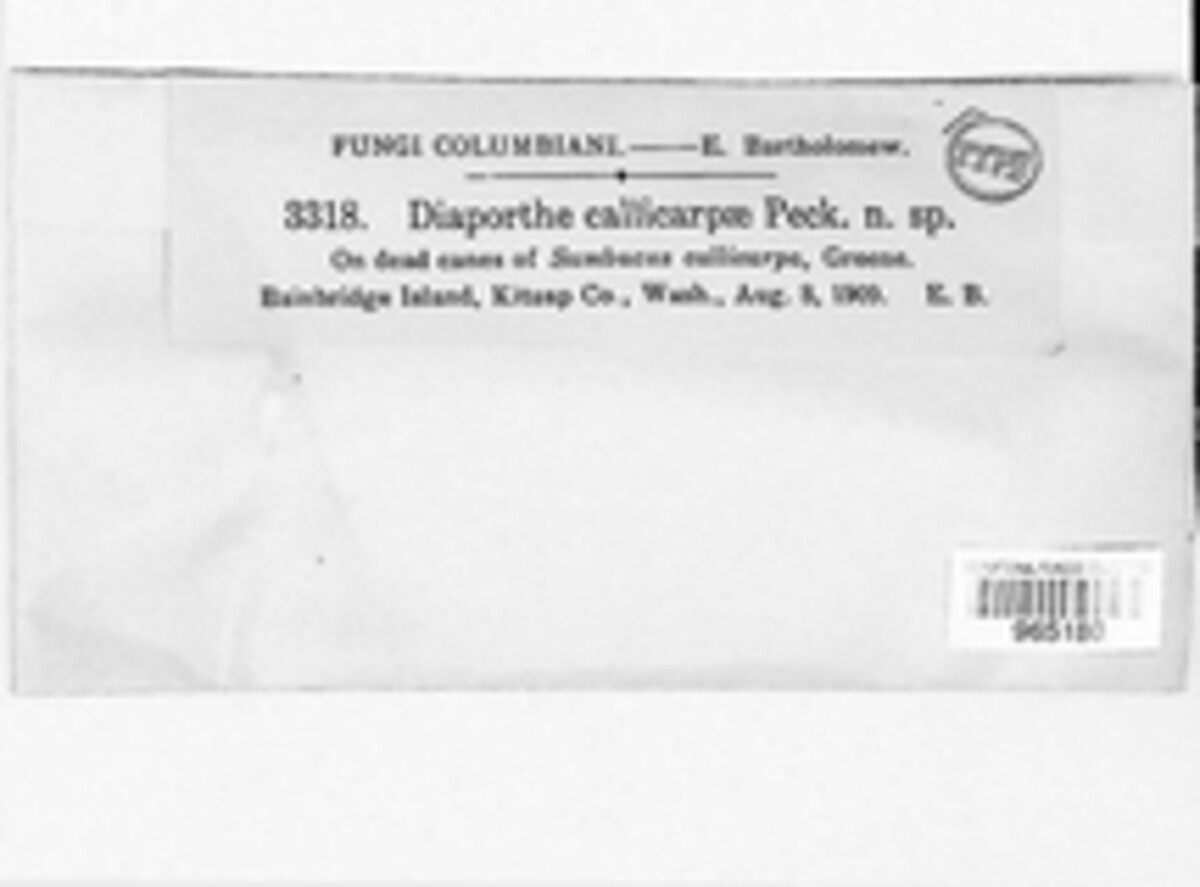 FUNGI COLUMBIANI.——E. Bartholomew.
TYPE
3318. Diaporthe callicarpæ Peck. n. sp.
On dead canes of Sambucus callicarpa, Greene.
Bainbridge Island, Kitsap Co., Wash., Aug. 1909. E. B.